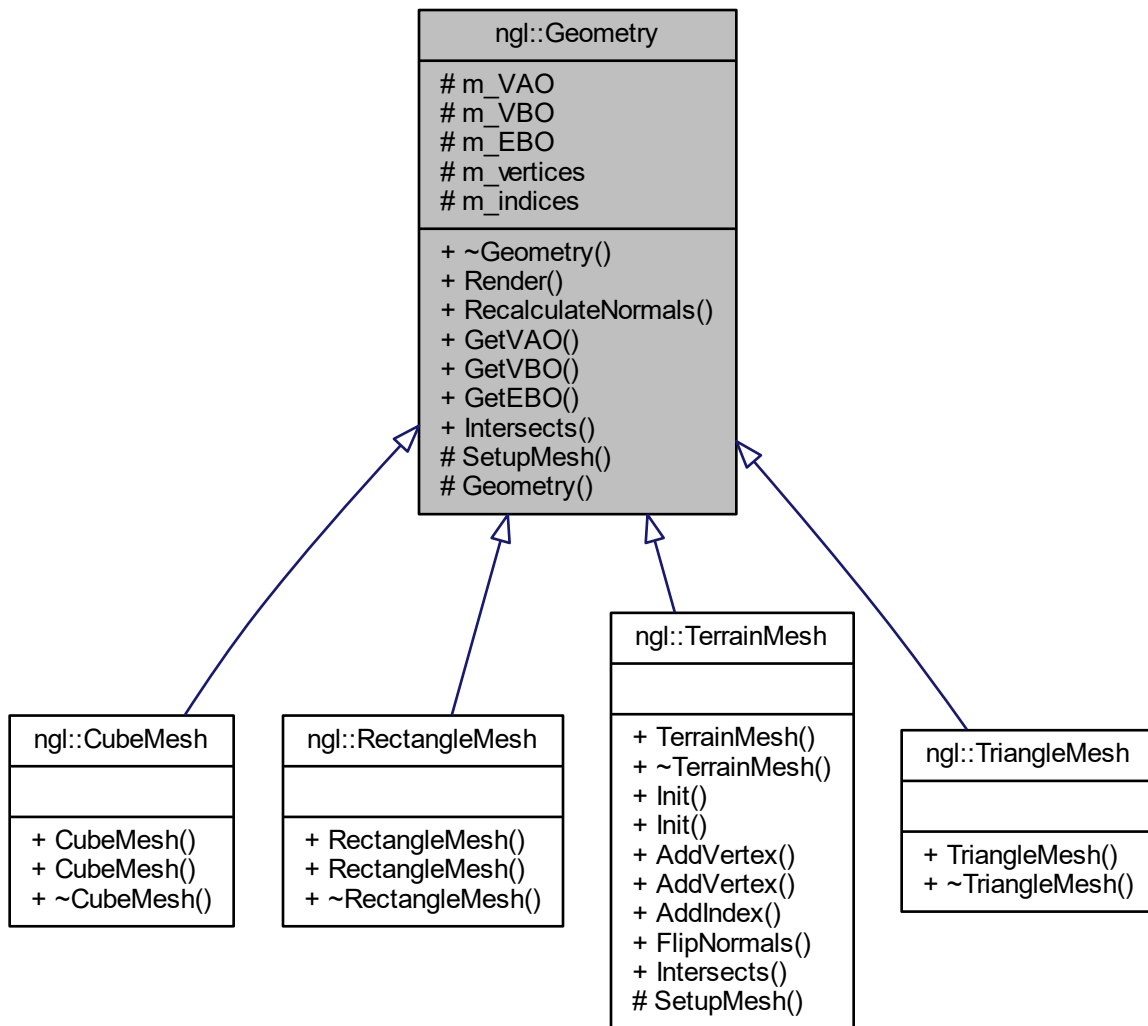 ngl::Geometry
# m_VAO
# m_VBO
# m_EBO
# m_vertices
# m_indices
+ ~Geometry()
+ Render()
+ RecalculateNormals()
+ GetVAO()
+ GetVBO()
+ GetEBO()
+ Intersects()
# SetupMesh()
# Geometry()
ngl::CubeMesh
+ CubeMesh()
+ CubeMesh()
+ ~CubeMesh()
ngl::RectangleMesh
+ RectangleMesh()
+ RectangleMesh()
+ ~RectangleMesh()
ngl::TerrainMesh
+ TerrainMesh()
+ ~TerrainMesh()
+ Init()
+ Init()
+ AddVertex()
+ AddVertex()
+ AddIndex()
+ FlipNormals()
+ Intersects()
# SetupMesh()
ngl::TriangleMesh
+ TriangleMesh()
+ ~TriangleMesh()